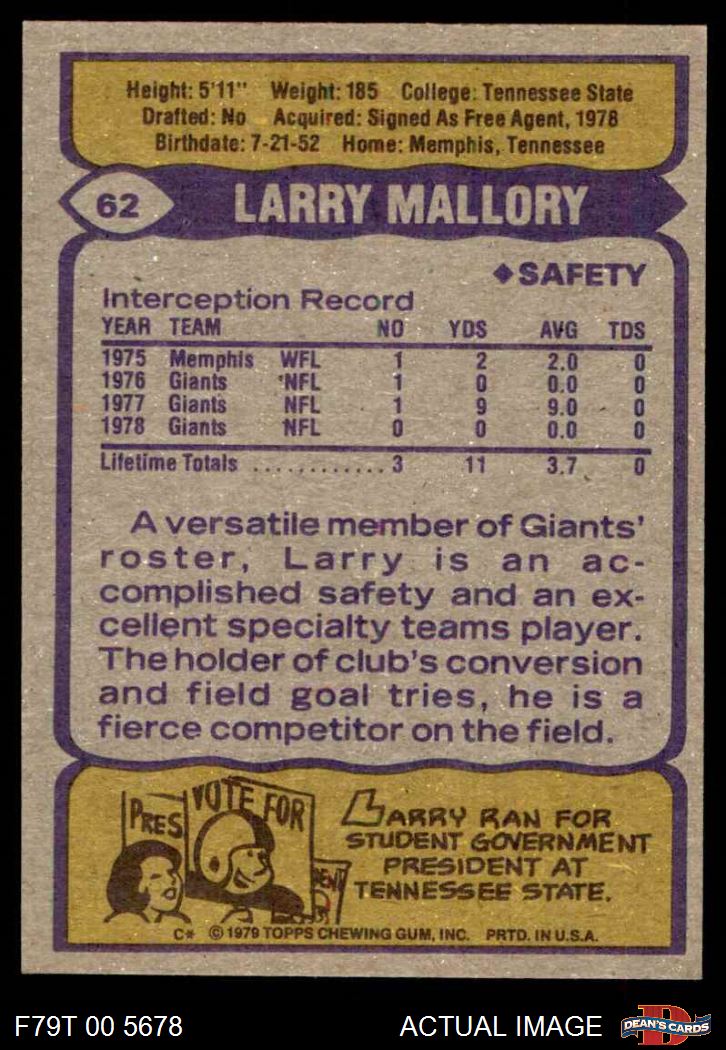 Height: 5'11" Weight: 185 College: Tennessee State
Drafted: No Acquired: Signed As Free Agent, 1978
Birthdate: 7-21-52 Home: Memphis, Tennessee
62 LARRY MALLORY
◆SAFETY
Interception Record
YEAR TEAM NO YDS AVG TDS
1975 Memphis WFL 1 2 2.0 0
1976 Giants NFL 1 0 0.0 0
1977 Giants NFL 1 9 9.0 0
1978 Giants NFL 0 0 0.0 0
Lifetime Totals ............ 3 11 3.7 0
A versatile member of Giants'
roster, Larry is an ac-
complished safety and an ex-
cellent specialty teams player.
The holder of club's conversion
and field goal tries, he is a
fierce competitor on the field.
PRES
VOTE FOR
LARRY RAN FOR
STUDENT GOVERNMENT
PRESIDENT AT
TENNESSEE STATE.
C* © 1979 TOPPS CHEWING GUM, INC. PRTD. IN U.S.A.
F79T 00 5678 ACTUAL IMAGE
D
DEAN'S CARDS